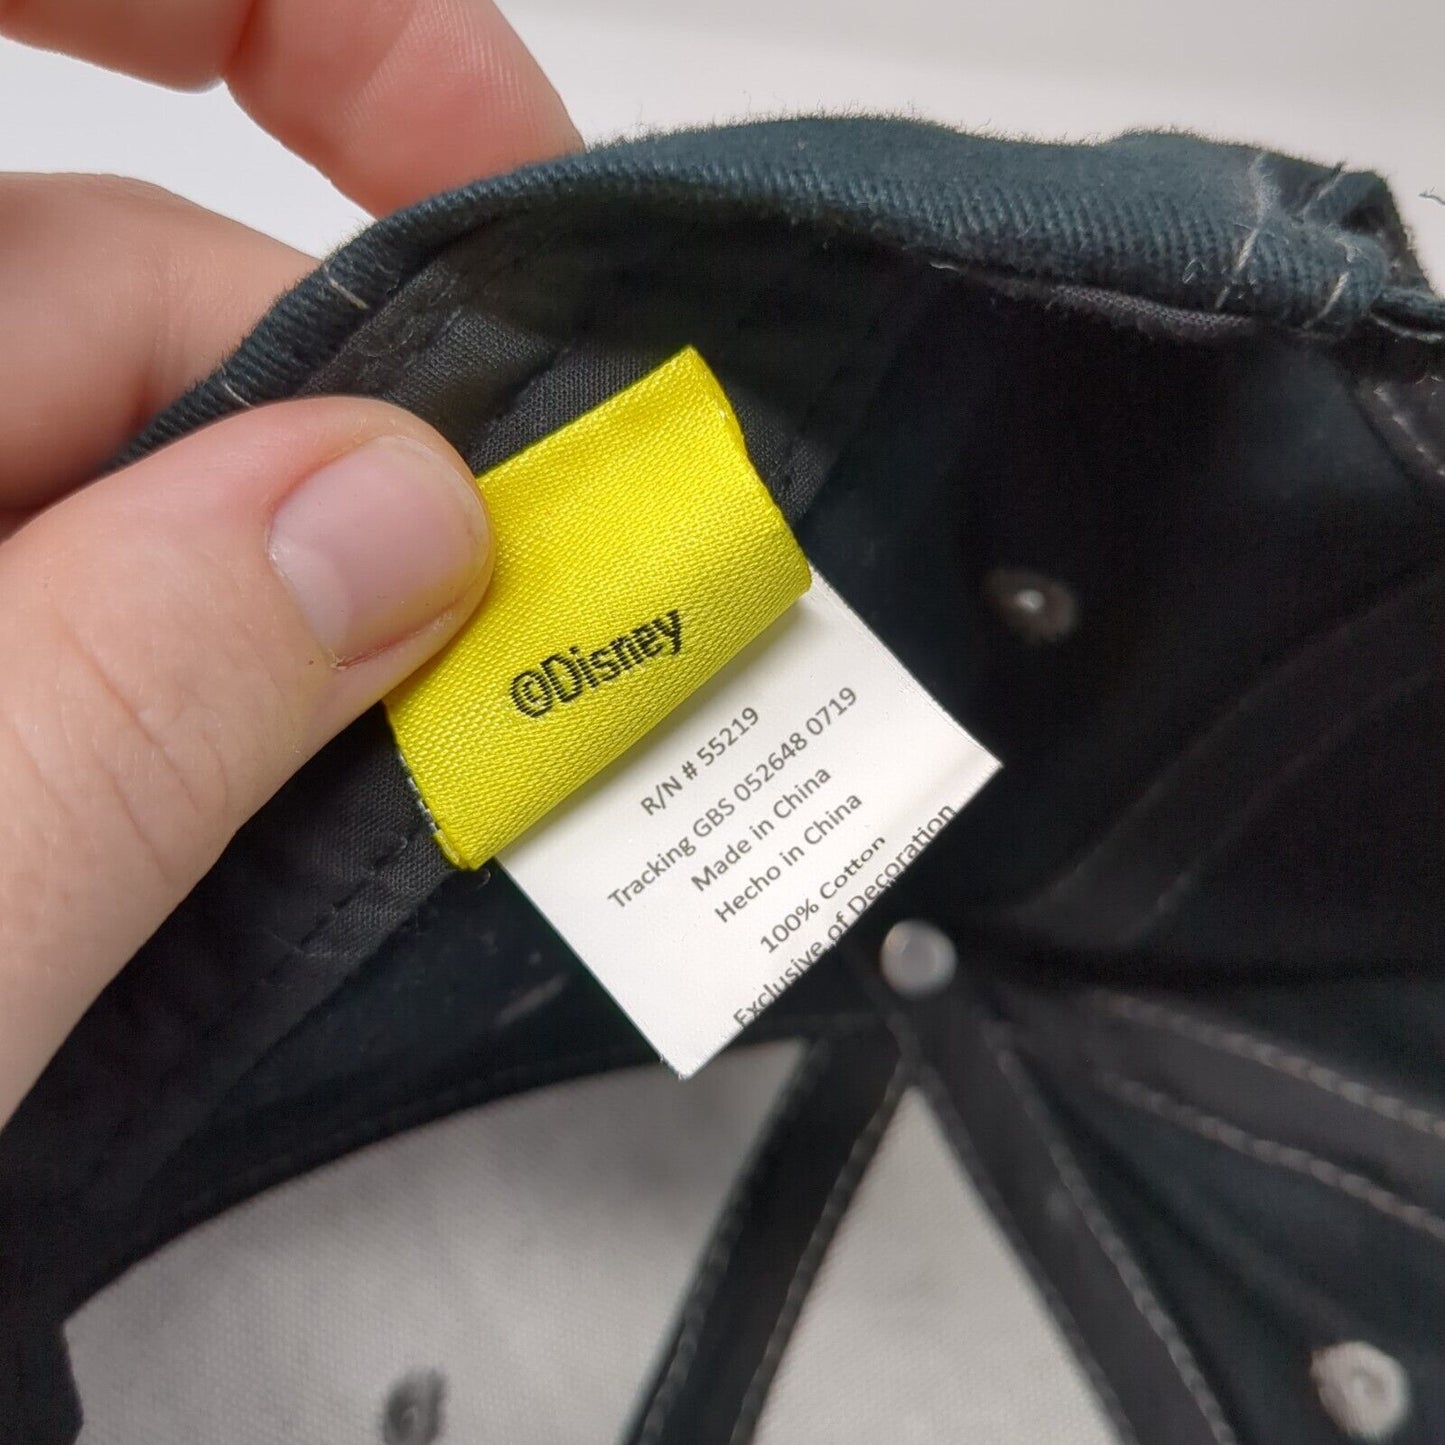 ©Disney
R/N # 55219
Tracking GBS 052648 0719
Made in China
Hecho in China
100% Cotton
Exclusive of Decoration